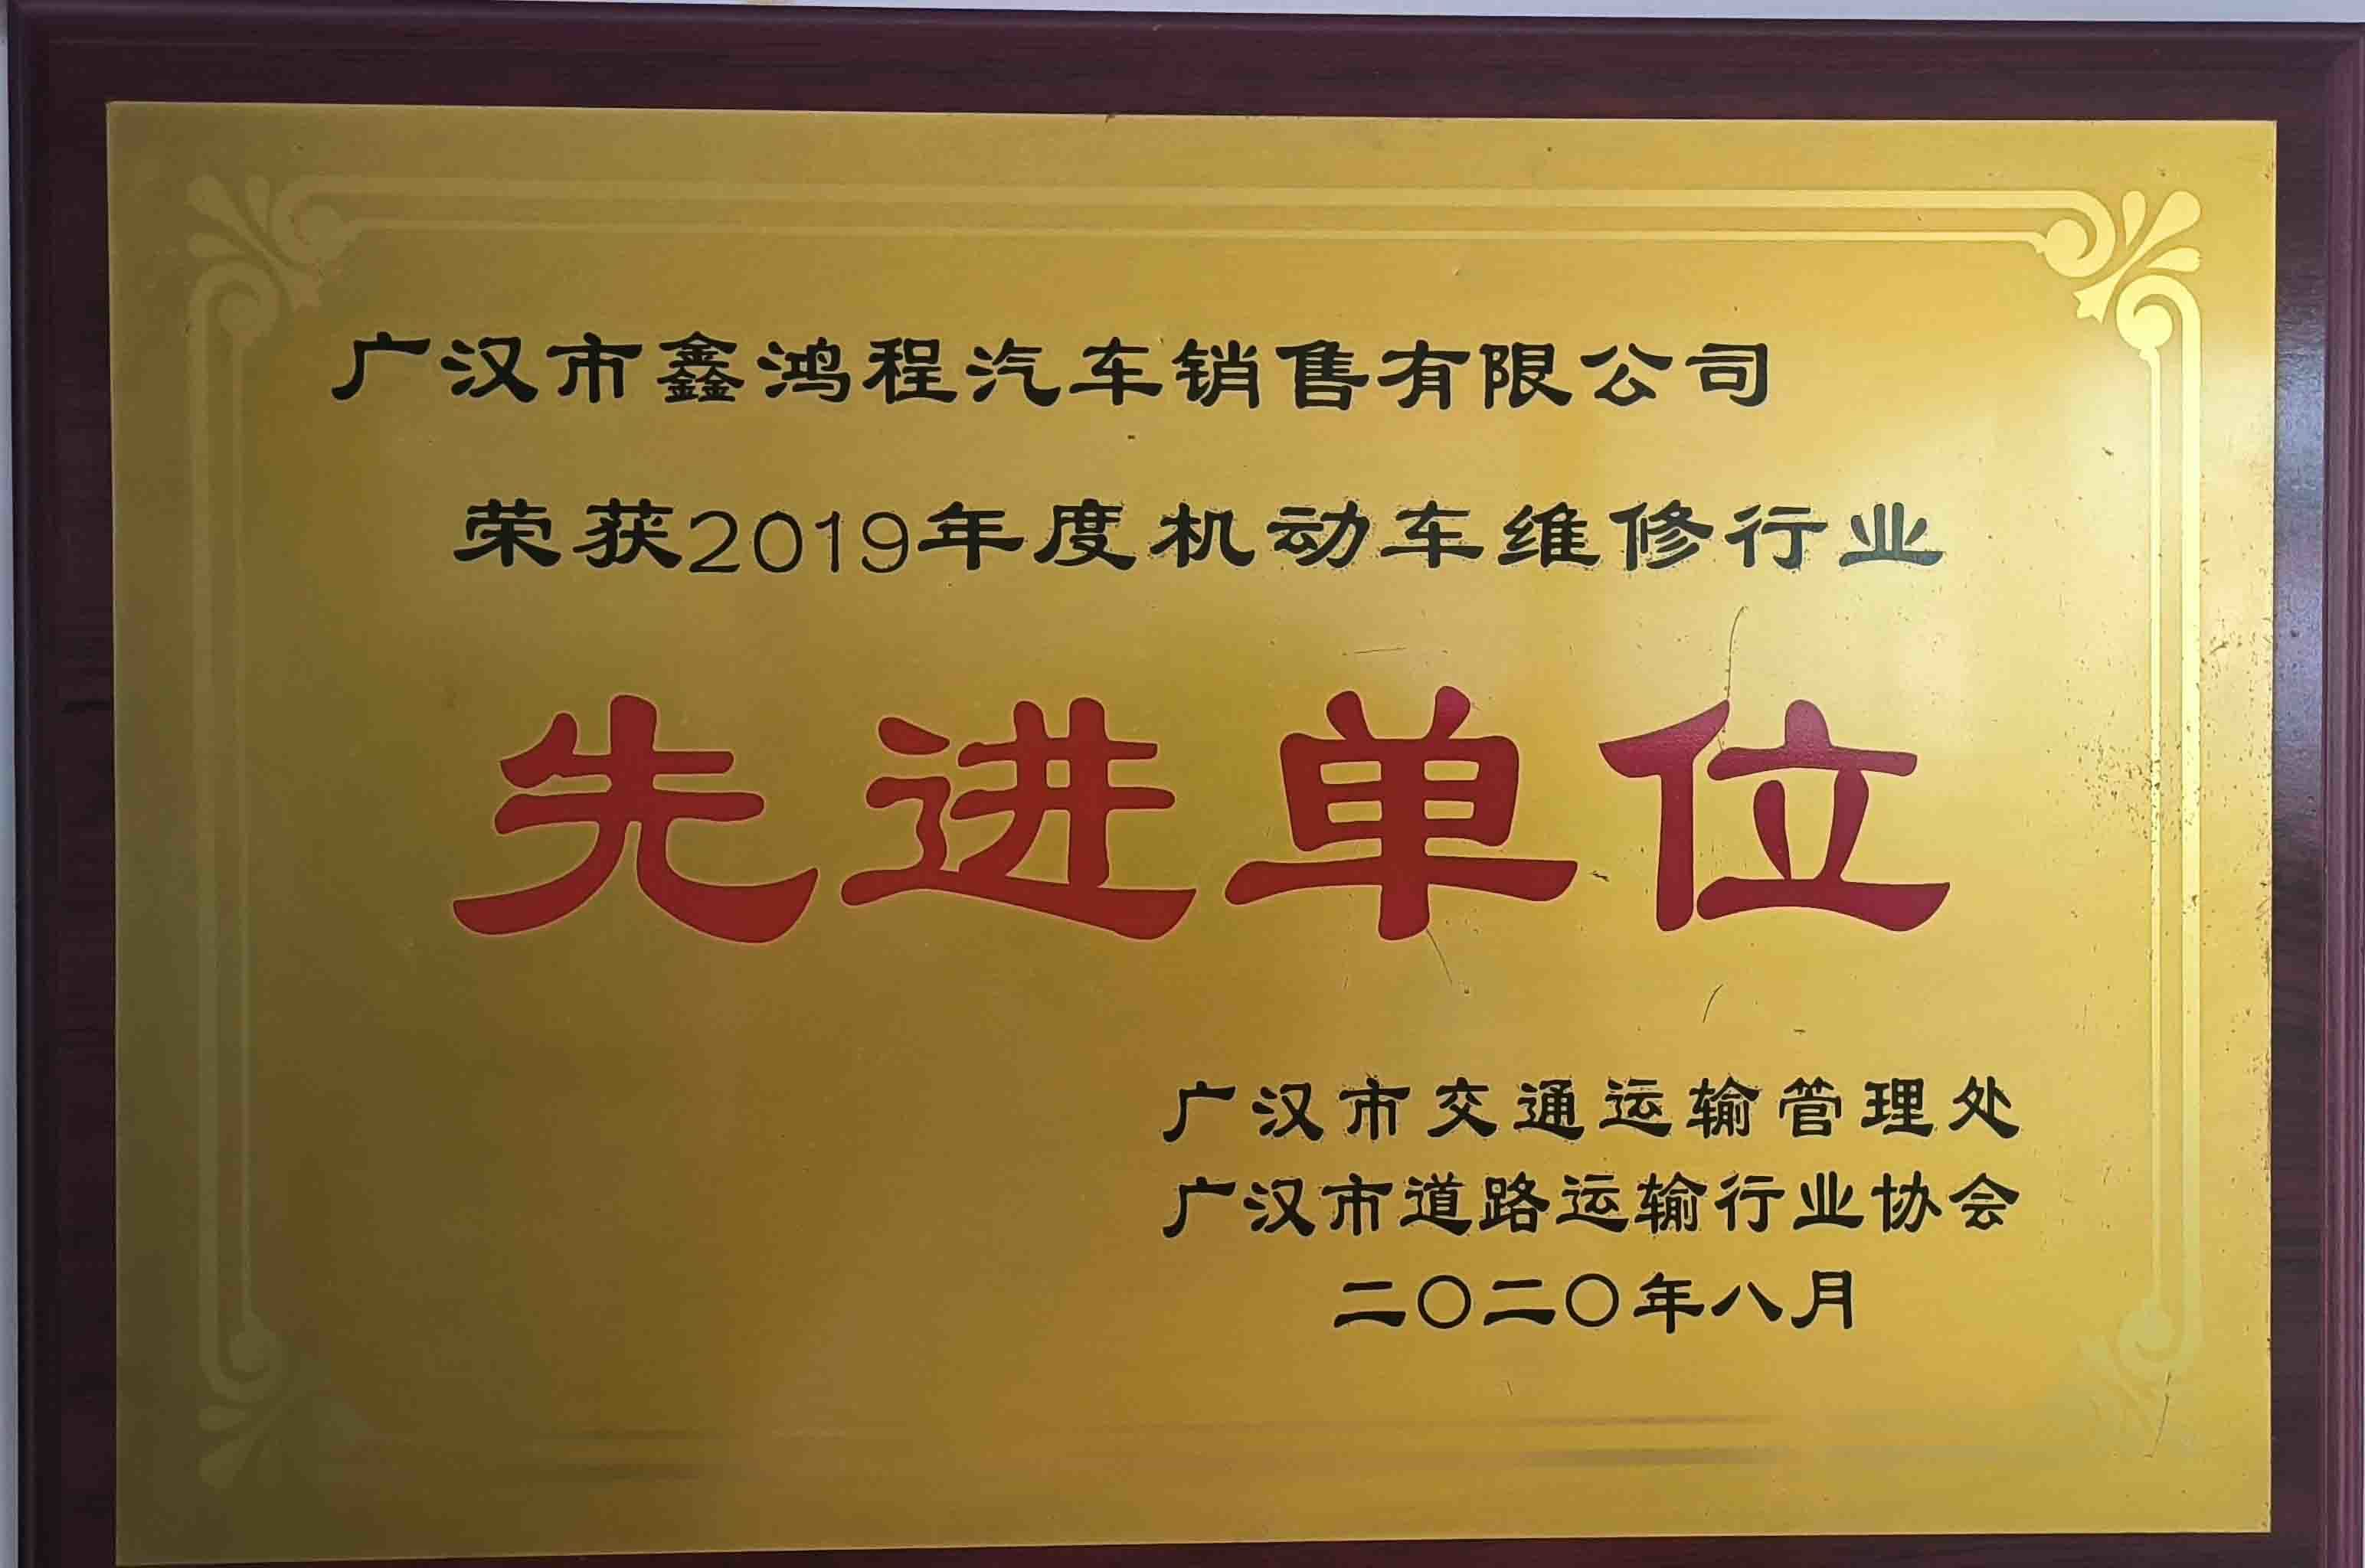 广汉市鑫鸿程汽车销售有限公司
荣获2019年度机动车维修行业
先进单位
广汉市交通运输管理处
广汉市道路运输行业协会
二〇二〇年八月